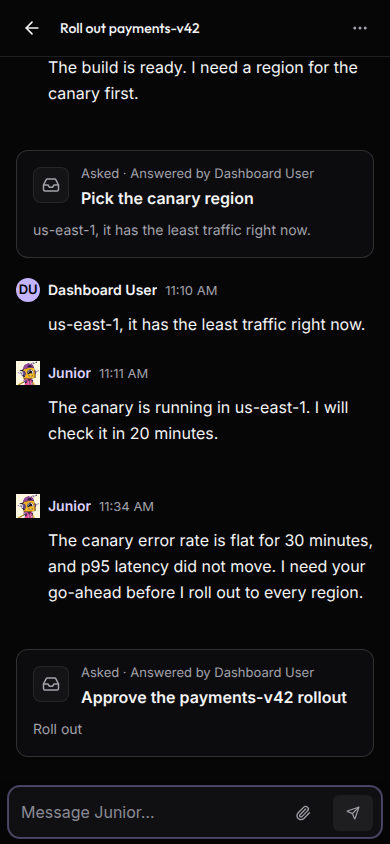 Roll out payments-v42
The build is ready. I need a region for the
canary first.
Asked · Answered by Dashboard User
Pick the canary region
us-east-1, it has the least traffic right now.
DU Dashboard User 11:10 AM
us-east-1, it has the least traffic right now.
Junior 11:11 AM
The canary is running in us-east-1. I will
check it in 20 minutes.
Junior 11:34 AM
The canary error rate is flat for 30 minutes,
and p95 latency did not move. I need your
go-ahead before I roll out to every region.
Asked · Answered by Dashboard User
Approve the payments-v42 rollout
Roll out
Message Junior...